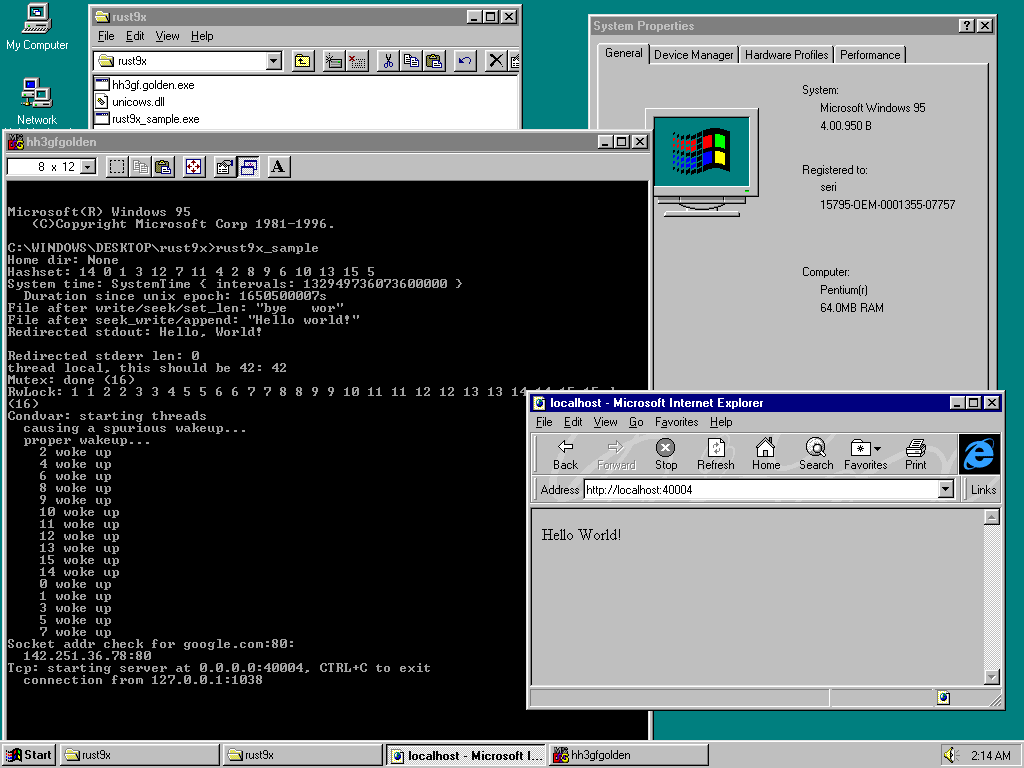 My Computer
Network
rust9x
File Edit View Help
rust9x
hh3gf.golden.exe
unicows.dll
rust9x_sample.exe
System Properties
General Device Manager Hardware Profiles Performance
System:
Microsoft Windows 95
4.00.950 B
Registered to:
seri
15795-OEM-0001355-07757
Computer:
Pentium(r)
64.0MB RAM
hh3gfgolden
8 x 12
A
Microsoft(R) Windows 95
(C)Copyright Microsoft Corp 1981-1996.
C:\WINDOWS\DESKTOP\rust9x>rust9x_sample
Home dir: None
Hashset: 14 0 1 3 12 7 11 4 2 8 9 6 10 13 15 5
System time: SystemTime { intervals: 132949736073600000 }
Duration since unix epoch: 1650500007s
File after write/seek/set_len: "bye   wor"
File after seek_write/append: "Hello world!"
Redirected stdout: Hello, World!
Redirected stderr len: 0
thread local, this should be 42: 42
Mutex: done (16)
RwLock: 1 1 2 2 3 3 4 5 5 6 6 7 7 8 8 9 9 10 11 11 12 12 13 13 14 14 15 15
(16)
Condvar: starting threads
causing a spurious wakeup...
proper wakeup...
2 woke up
4 woke up
6 woke up
8 woke up
9 woke up
10 woke up
11 woke up
12 woke up
13 woke up
15 woke up
14 woke up
0 woke up
1 woke up
3 woke up
5 woke up
7 woke up
Socket addr check for google.com:80:
142.251.36.78:80
Tcp: starting server at 0.0.0.0:40004, CTRL+C to exit
connection from 127.0.0.1:1038
localhost - Microsoft Internet Explorer
File Edit View Go Favorites Help
Back Forward Stop Refresh Home Search Favorites Print
Address http://localhost:40004 Links
Hello World!
Start rust9x rust9x localhost - Microsoft I... hh3gfgolden 2:14 AM